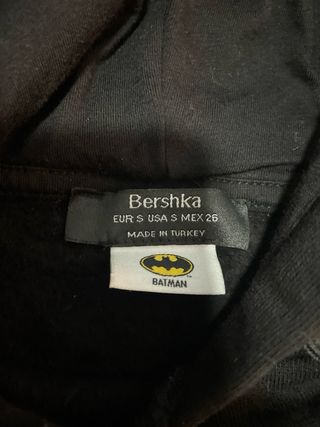 Bershka
EUR S USA S MEX 26
MADE IN TURKEY
BATMAN